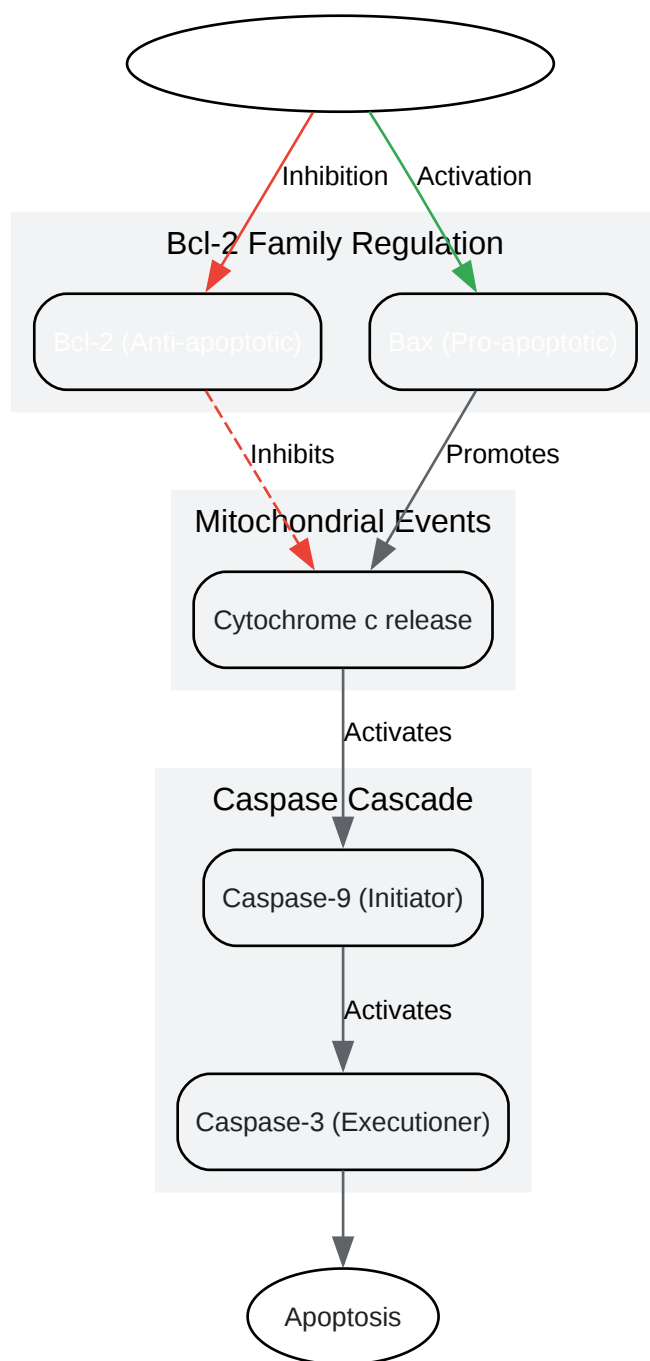 Inhibition
Activation
Bcl-2 Family Regulation
Bcl-2 (Anti-apoptotic)
Bax (Pro-apoptotic)
Inhibits
Promotes
Mitochondrial Events
Cytochrome c release
Activates
Caspase Cascade
Caspase-9 (Initiator)
Activates
Caspase-3 (Executioner)
Apoptosis